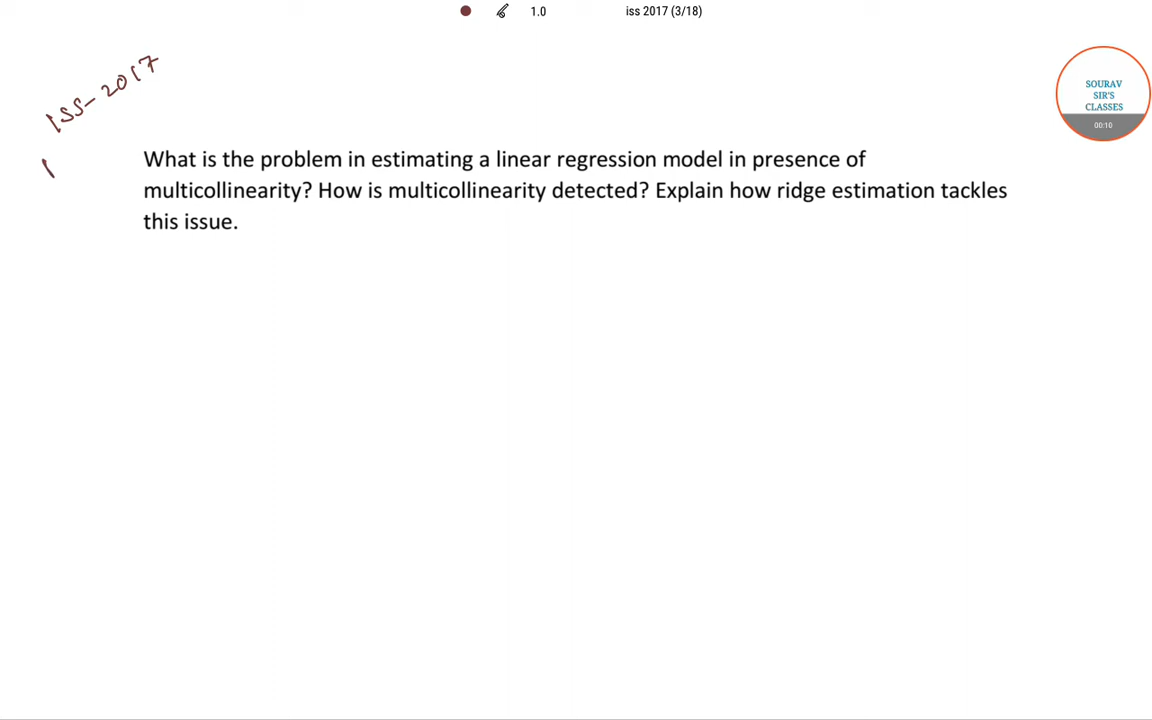 1.0
iss 2017 (3/18)
ISS-2017
SOURAV
SIR'S
CLASSES
00:10
What is the problem in estimating a linear regression model in presence of
multicollinearity? How is multicollinearity detected? Explain how ridge estimation tackles
this issue.